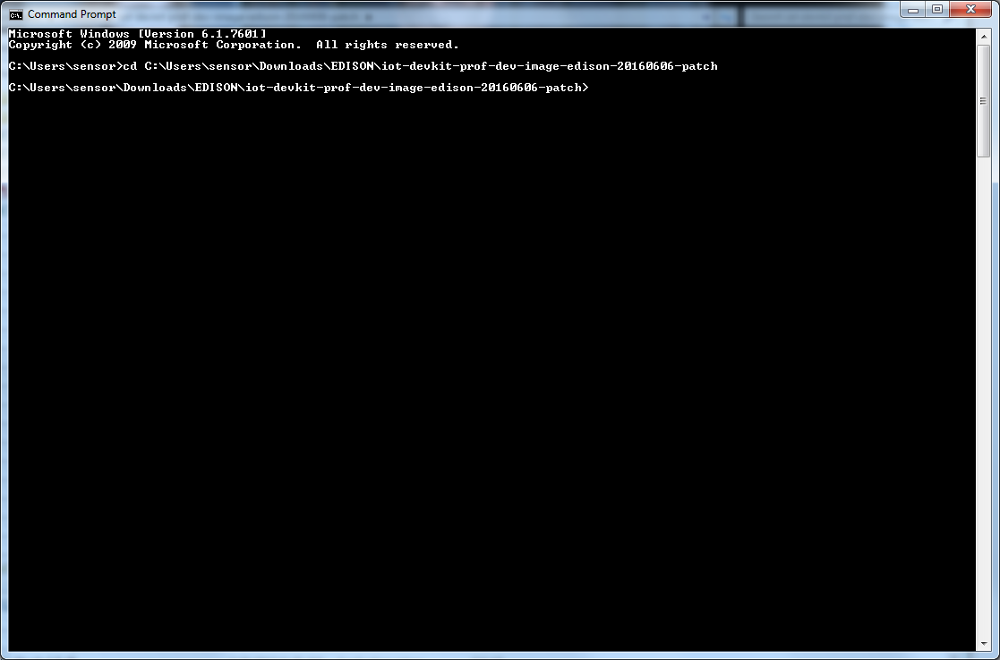 Command Prompt
Microsoft Windows [Version 6.1.7601]
Copyright (c) 2009 Microsoft Corporation.  All rights reserved.
C:\Users\sensor>cd C:\Users\sensor\Downloads\EDISON\iot-devkit-prof-dev-image-edison-20160606-patch
C:\Users\sensor\Downloads\EDISON\iot-devkit-prof-dev-image-edison-20160606-patch>